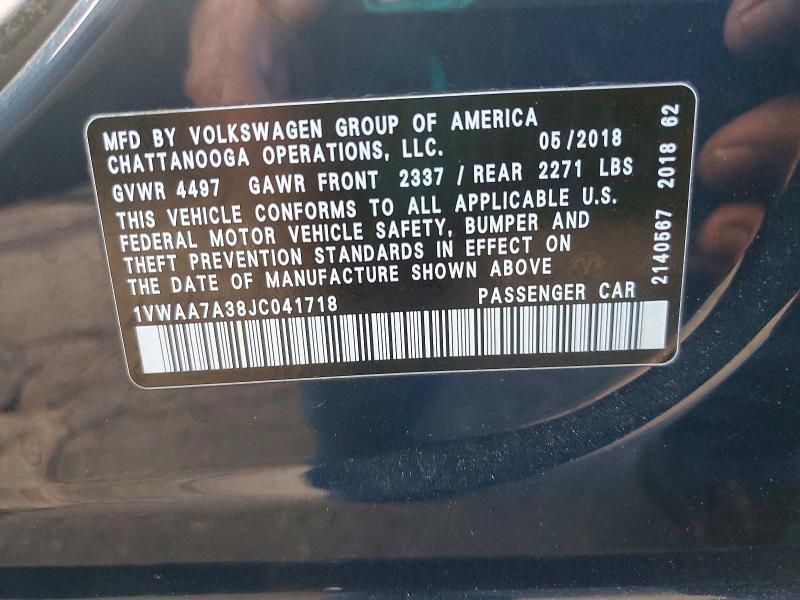 MFD BY VOLKSWAGEN GROUP OF AMERICA
CHATTANOOGA OPERATIONS, LLC. 05/2018
GVWR 4497 GAWR FRONT 2337 / REAR 2271 LBS
THIS VEHICLE CONFORMS TO ALL APPLICABLE U.S.
FEDERAL MOTOR VEHICLE SAFETY, BUMPER AND
THEFT PREVENTION STANDARDS IN EFFECT ON
THE DATE OF MANUFACTURE SHOWN ABOVE
1VWAA7A38JC041718 PASSENGER CAR
2140567 2018 62